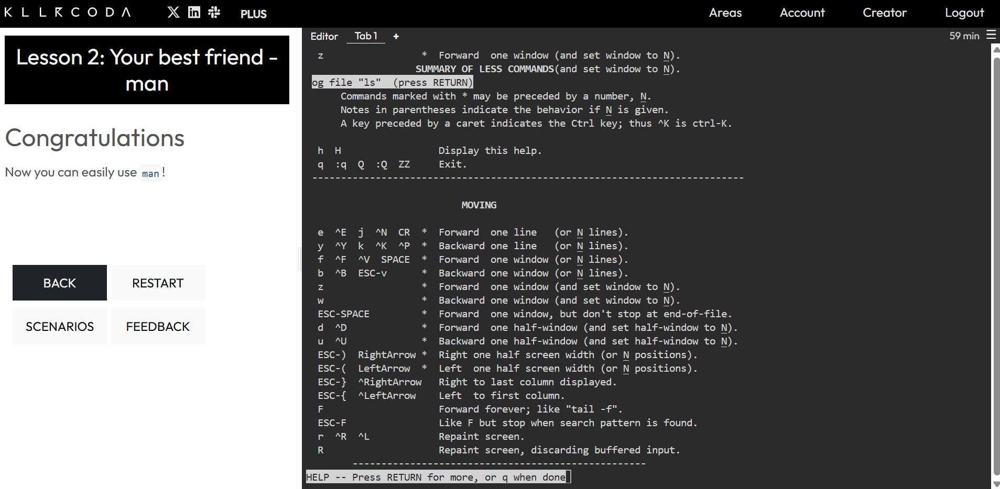 KLLRCODA PLUS Areas Account Creator Logout
Lesson 2: Your best friend -
man
Congratulations
Now you can easily use man!
BACK RESTART
SCENARIOS FEEDBACK
Editor Tab 1 + 59 min
z * Forward one window (and set window to N).
SUMMARY OF LESS COMMANDS(and set window to N).
og file "ls" (press RETURN)
Commands marked with * may be preceded by a number, N.
Notes in parentheses indicate the behavior if N is given.
A key preceded by a caret indicates the Ctrl key; thus ^K is ctrl-K.
h H Display this help.
q :q Q :Q ZZ Exit.
---------------------------------------------------------------------------
MOVING
e ^E j ^N CR * Forward one line (or N lines).
y ^Y k ^K ^P * Backward one line (or N lines).
f ^F ^V SPACE * Forward one window (or N lines).
b ^B ESC-v * Backward one window (or N lines).
z * Forward one window (and set window to N).
w * Backward one window (and set window to N).
ESC-SPACE * Forward one window, but don't stop at end-of-file.
d ^D * Forward one half-window (and set half-window to N).
u ^U * Backward one half-window (and set half-window to N).
ESC-) RightArrow * Right one half screen width (or N positions).
ESC-( LeftArrow * Left one half screen width (or N positions).
ESC-} ^RightArrow Right to last column displayed.
ESC-{ ^LeftArrow Left to first column.
F Forward forever; like "tail -f".
ESC-F Like F but stop when search pattern is found.
r ^R ^L Repaint screen.
R Repaint screen, discarding buffered input.
---------------------------------------------------
HELP -- Press RETURN for more, or q when done